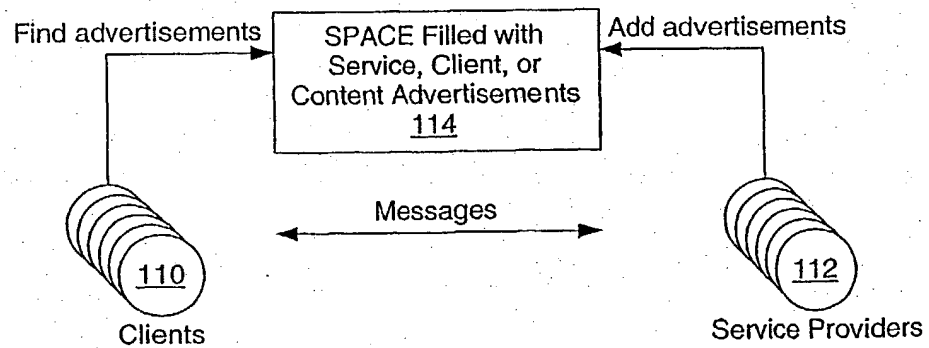 Find advertisements
SPACE Filled with
Service, Client, or
Content Advertisements
114
Add advertisements
Messages
110
Clients
112
Service Providers